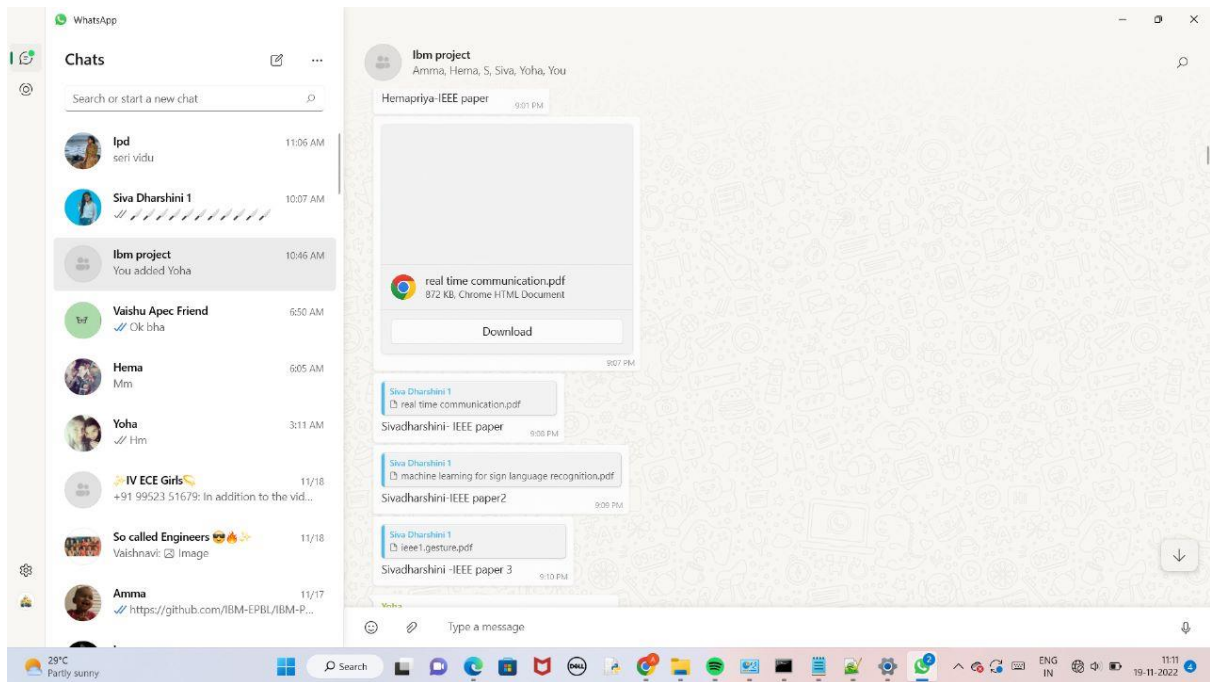 WhatsApp
Chats
Search or start a new chat
Ipd
11:06 AM
seri vidu
Siva Dharshini 1
10:07 AM
Ibm project
10:46 AM
You added Yoha
Vaishu Apec Friend
6:50 AM
Ok bha
Hema
6:05 AM
Mm
Yoha
3:11 AM
Hm
✨IV ECE Girls💫
11/18
+91 99523 51679: In addition to the vid...
So called Engineers 😎🔥✨
11/18
Vaishnavi: Image
Amma
11/17
https://github.com/IBM-EPBL/IBM-P...
Ibm project
Amma, Hema, S, Siva, Yoha, You
Hemapriya-IEEE paper
9:01 PM
real time communication.pdf
872 KB, Chrome HTML Document
Download
9:07 PM
Siva Dharshini 1
real time communication.pdf
Sivadharshini- IEEE paper
9:08 PM
Siva Dharshini 1
machine learning for sign language recognition.pdf
Sivadharshini-IEEE paper2
9:09 PM
Siva Dharshini 1
ieee1.gesture.pdf
Sivadharshini -IEEE paper 3
9:10 PM
Yoha
Type a message
29°C
Partly sunny
Search
DELL
2
ENG
IN
11:11
19-11-2022
4